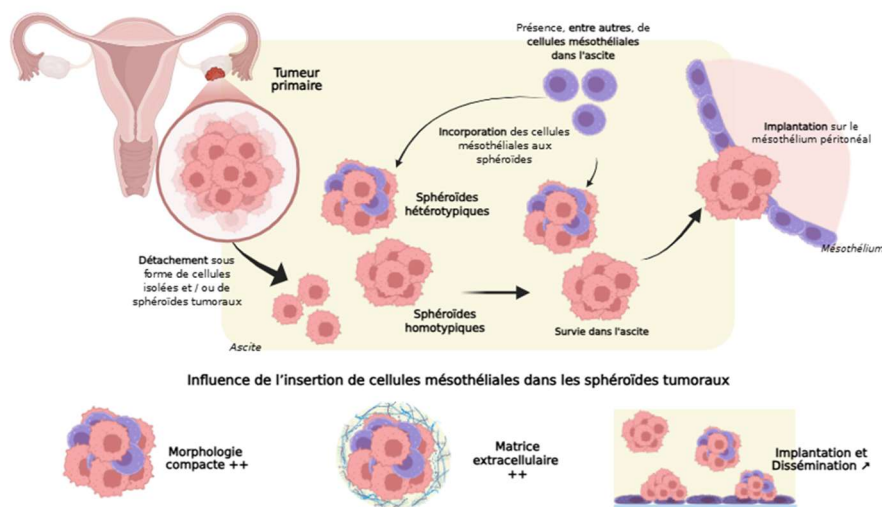 Présence, entre autres, de
cellules mésothéliales
dans l'ascite
Tumeur
primaire
Incorporation des cellules
mésothéliales aux
sphéroïdes
Implantation sur le
mésothélium péritonéal
Sphéroïdes
hétérotypiques
Mésothélium
Détachement sous
forme de cellules
isolées et / ou de
sphéroïdes tumoraux
Sphéroïdes
homotypiques
Survie dans l'ascite
Ascite
Influence de l'insertion de cellules mésothéliales dans les sphéroïdes tumoraux
Morphologie
compacte ++
Matrice
extracellulaire
++
Implantation et
Dissémination ↗